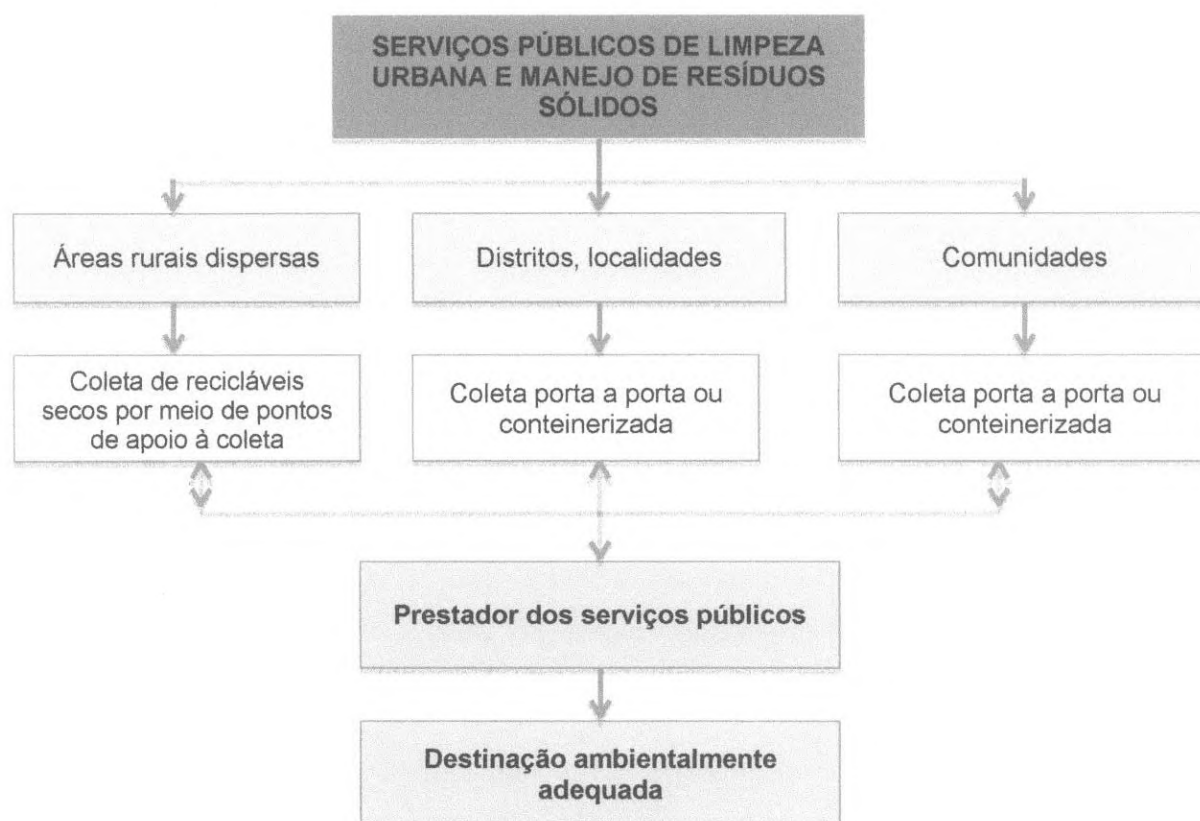 SERVIÇOS PÚBLICOS DE LIMPEZA
URBANA E MANEJO DE RESÍDUOS
SÓLIDOS
Áreas rurais dispersas
Distritos, localidades
Comunidades
Coleta de recicláveis
secos por meio de pontos
de apoio à coleta
Coleta porta a porta ou
conteinerizada
Coleta porta a porta ou
conteinerizada
Prestador dos serviços públicos
Destinação ambientalmente
adequada